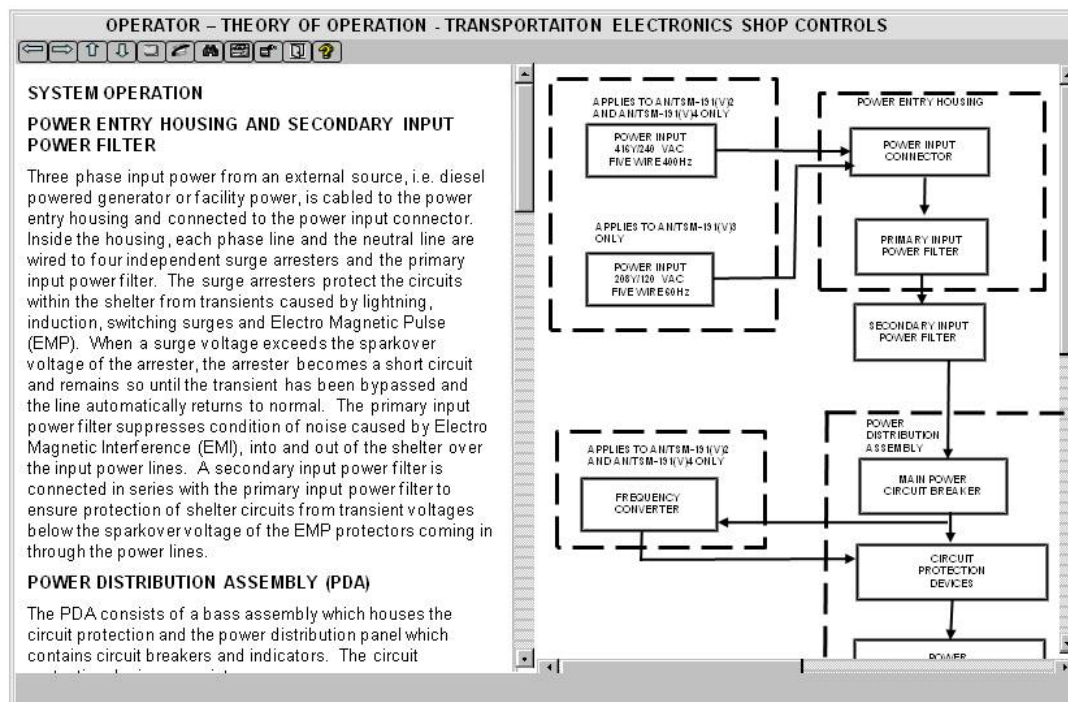 OPERATOR – THEORY OF OPERATION - TRANSPORTAITON ELECTRONICS SHOP CONTROLS
SYSTEM OPERATION
POWER ENTRY HOUSING AND SECONDARY INPUT
POWER FILTER
Three phase input power from an external source, i.e. diesel
powered generator or facility power, is cabled to the power
entry housing and connected to the power input connector.
Inside the housing, each phase line and the neutral line are
wired to four independent surge arresters and the primary
input power filter. The surge arresters protect the circuits
within the shelter from transients caused by lightning,
induction, switching surges and Electro Magnetic Pulse
(EMP). When a surge voltage exceeds the sparkover
voltage of the arrester, the arrester becomes a short circuit
and remains so until the transient has been bypassed and
the line automatically returns to normal. The primary input
power filter suppresses condition of noise caused by Electro
Magnetic Interference (EMI), into and out of the shelter over
the input power lines. A secondary input power filter is
connected in series with the primary input power filter to
ensure protection of shelter circuits from transient voltages
below the sparkover voltage of the EMP protectors coming in
through the power lines.
POWER DISTRIBUTION ASSEMBLY (PDA)
The PDA consists of a bass assembly which houses the
circuit protection and the power distribution panel which
contains circuit breakers and indicators. The circuit
APPLIES TO AN/TSM-191(V)2
AND AN/TSM-191(V)4 ONLY
POWER INPUT
416Y/240 VAC
FIVE WIRE 400Hz
APPLIES TO AN/TSM-191(V)3
ONLY
POWER INPUT
208Y/120 VAC
FIVE WIRE 60Hz
POWER ENTRY HOUSING
POWER INPUT
CONNECTOR
PRIMARY INPUT
POWER FILTER
SECONDARY INPUT
POWER FILTER
POWER
DISTRIBUTION
ASSEMBLY
MAIN POWER
CIRCUIT BREAKER
APPLIES TO AN/TSM-191(V)2
AND AN/TSM-191(V)4 ONLY
FREQUENCY
CONVERTER
CIRCUIT
PROTECTION
DEVICES
POWER